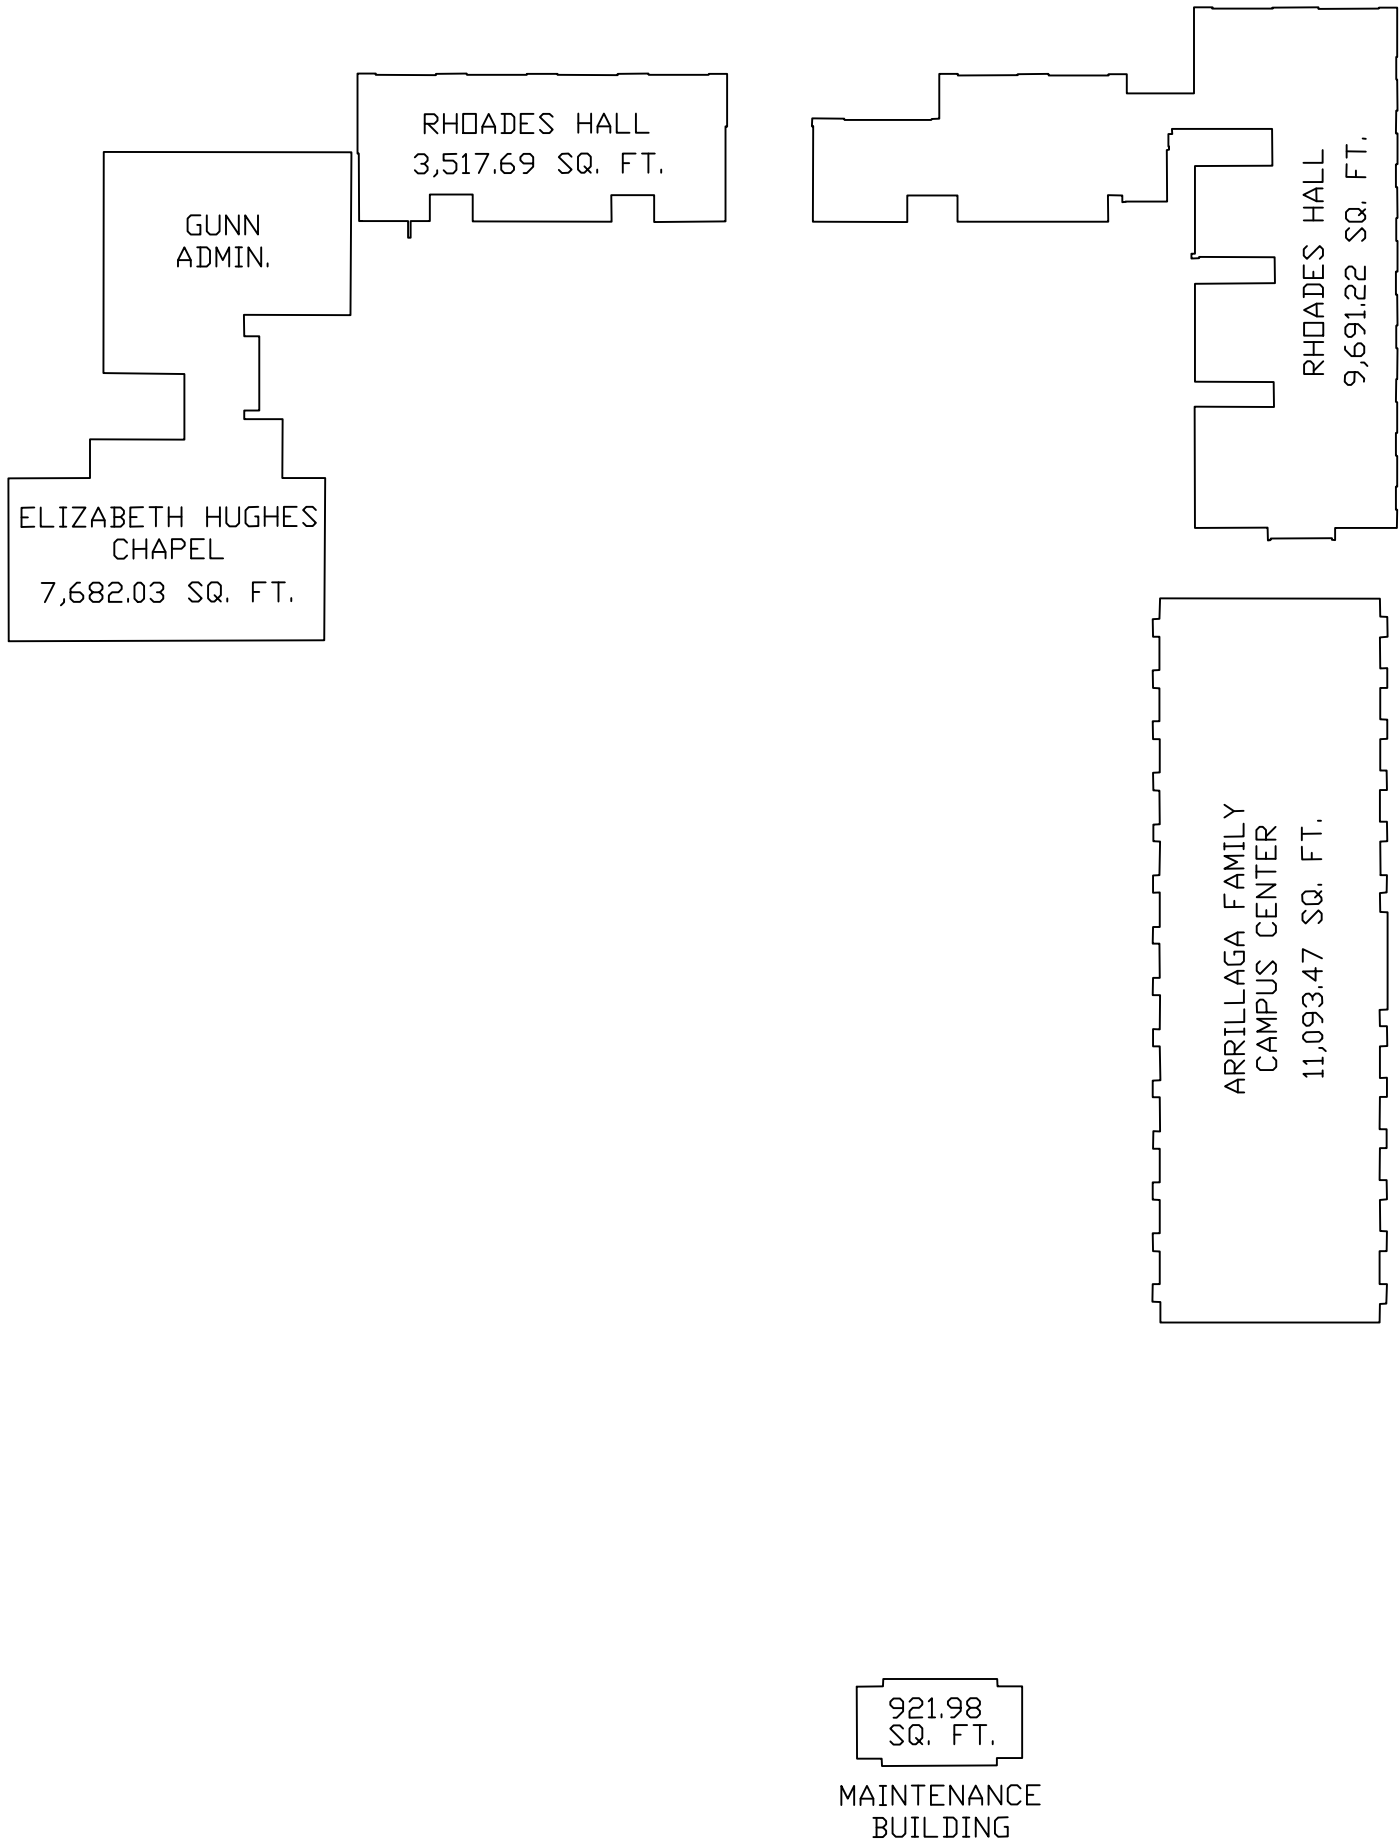 RHOADES HALL
3,517.69 SQ. FT.
GUNN
ADMIN.
ELIZABETH HUGHES
CHAPEL
7,682.03 SQ. FT.
RHOADES HALL
9,691.22 SQ. FT.
ARRILLAGA FAMILY
CAMPUS CENTER
11,093.47 SQ. FT.
921.98
SQ. FT.
MAINTENANCE
BUILDING